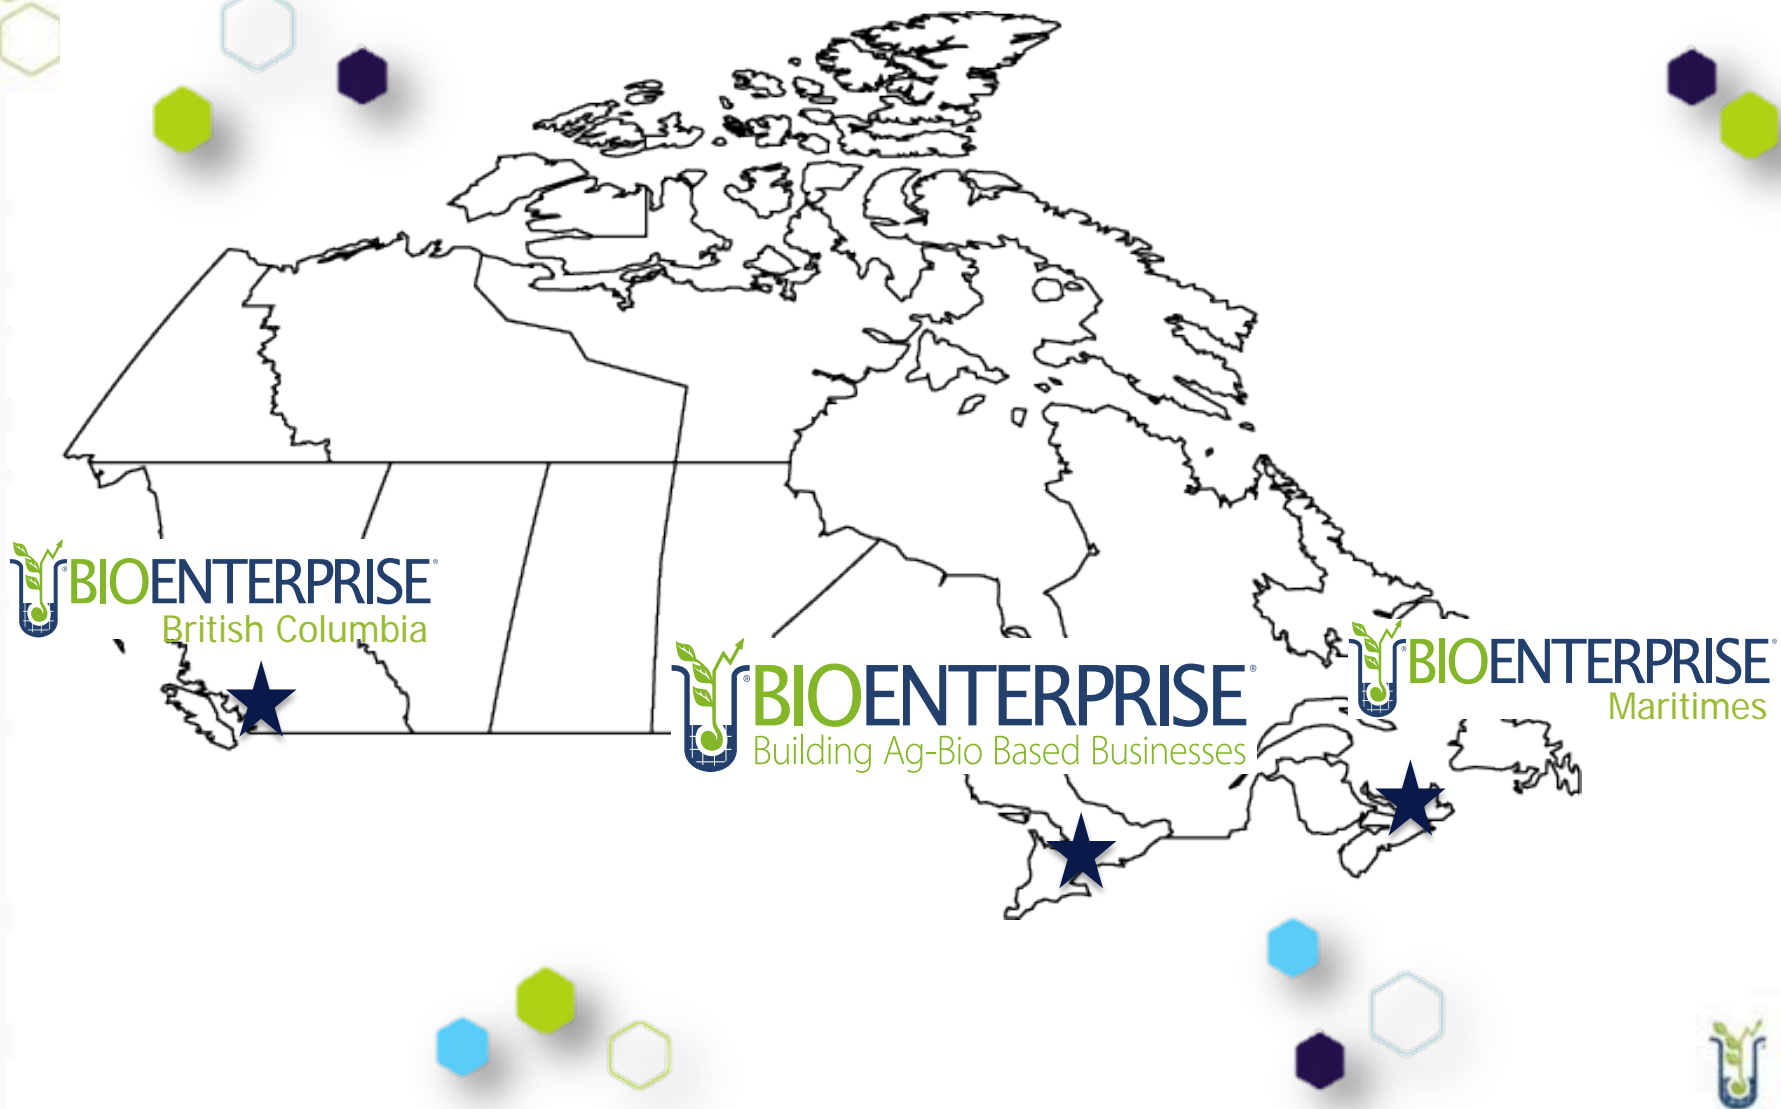 BIOENTERPRISE®
British Columbia
BIOENTERPRISE®
Building Ag-Bio Based Businesses
BIOENTERPRISE®
Maritimes